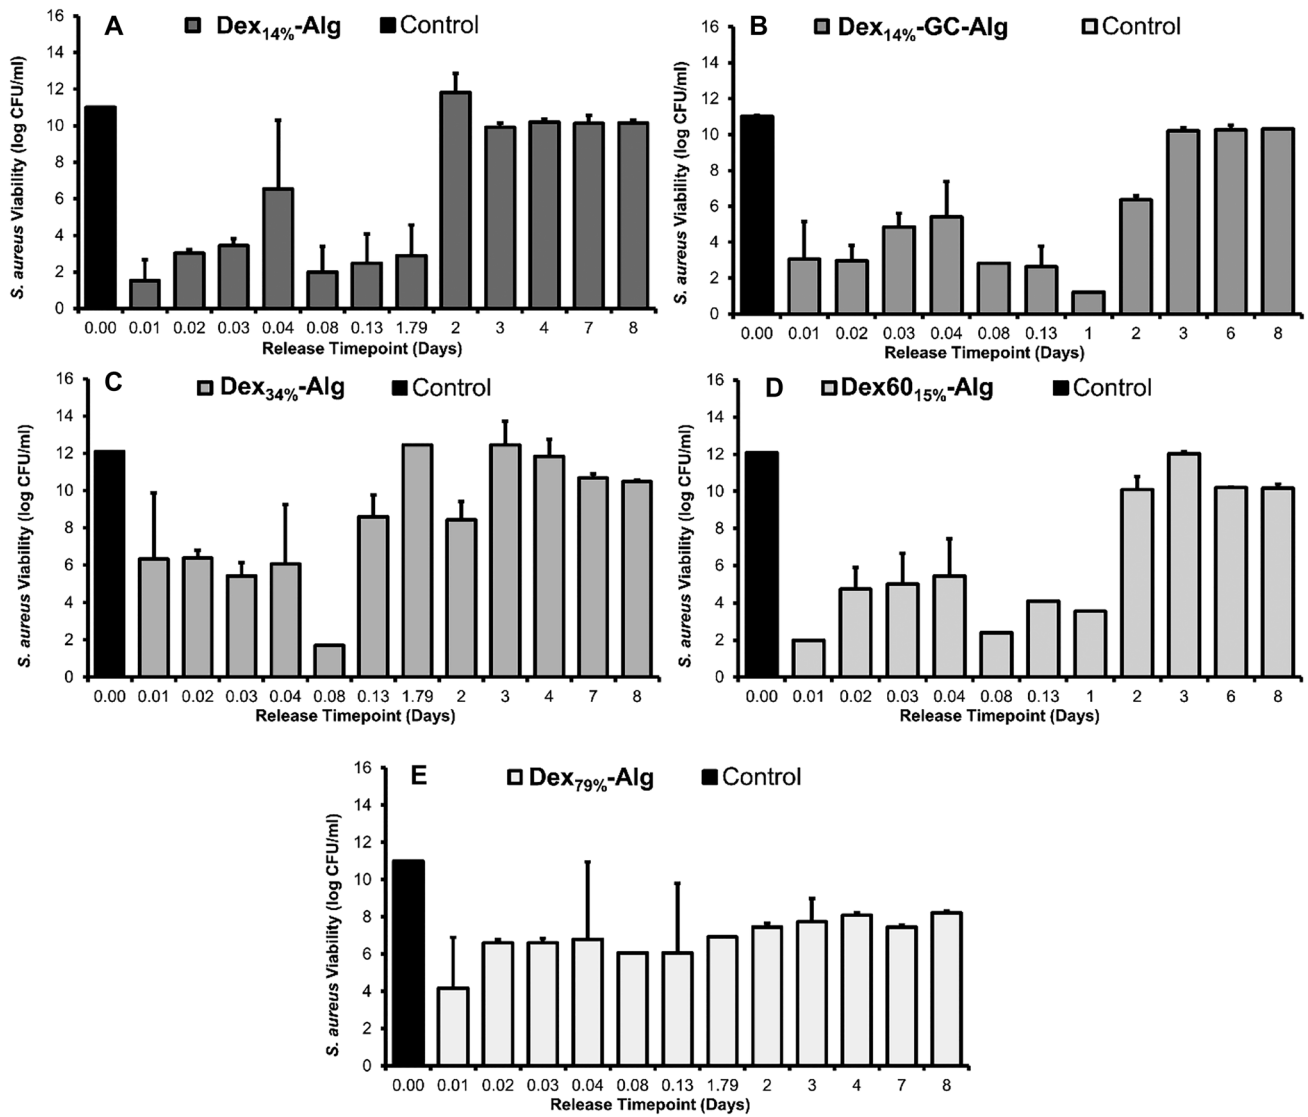 A Dex14%-Alg Control
S. aureus Viability (log CFU/ml)
16
14
12
10
8
6
4
2
0
0.00 0.01 0.02 0.03 0.04 0.08 0.13 1.79 2 3 4 7 8
Release Timepoint (Days)
B Dex14%-GC-Alg Control
S. aureus Viability (log CFU/ml)
16
14
12
10
8
6
4
2
0
0.00 0.01 0.02 0.03 0.04 0.08 0.13 1 2 3 6 8
Release Timepoint (Days)
C Dex34%-Alg Control
S. aureus Viability (log CFU/ml)
16
14
12
10
8
6
4
2
0
0.00 0.01 0.02 0.03 0.04 0.08 0.13 1.79 2 3 4 7 8
Release Timepoint (Days)
D Dex6015%-Alg Control
S. aureus Viability (log CFU/ml)
16
14
12
10
8
6
4
2
0
0.00 0.01 0.02 0.03 0.04 0.08 0.13 1 2 3 6 8
Release Timepoint (Days)
E Dex79%-Alg Control
S. aureus Viability (log CFU/ml)
16
14
12
10
8
6
4
2
0
0.00 0.01 0.02 0.03 0.04 0.08 0.13 1.79 2 3 4 7 8
Release Timepoint (Days)